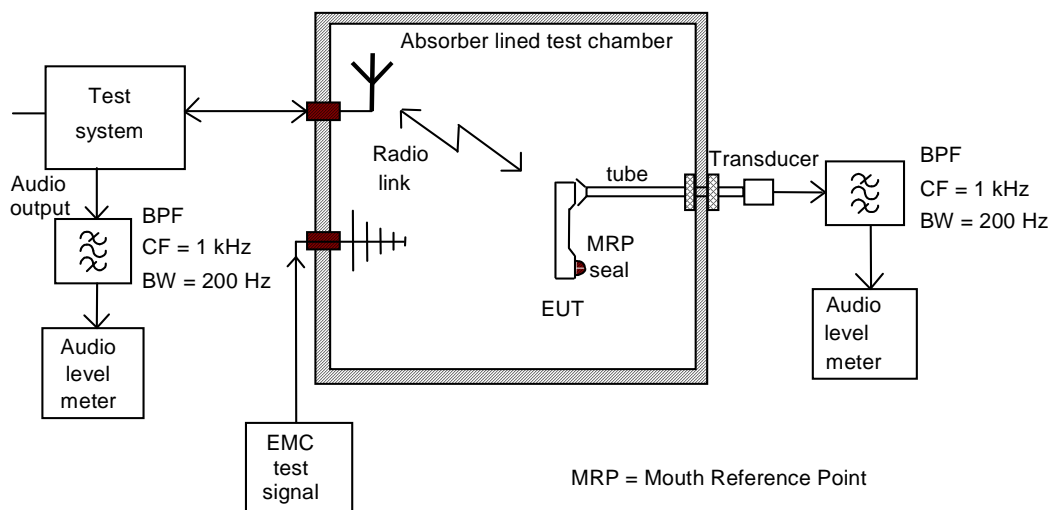 Absorber lined test chamber
Test
system
Radio
link
Audio
output
BPF
CF = 1 kHz
BW = 200 Hz
Audio
level
meter
EMC
test
signal
tube
MRP
seal
EUT
Transducer
BPF
CF = 1 kHz
BW = 200 Hz
Audio
level
meter
MRP = Mouth Reference Point